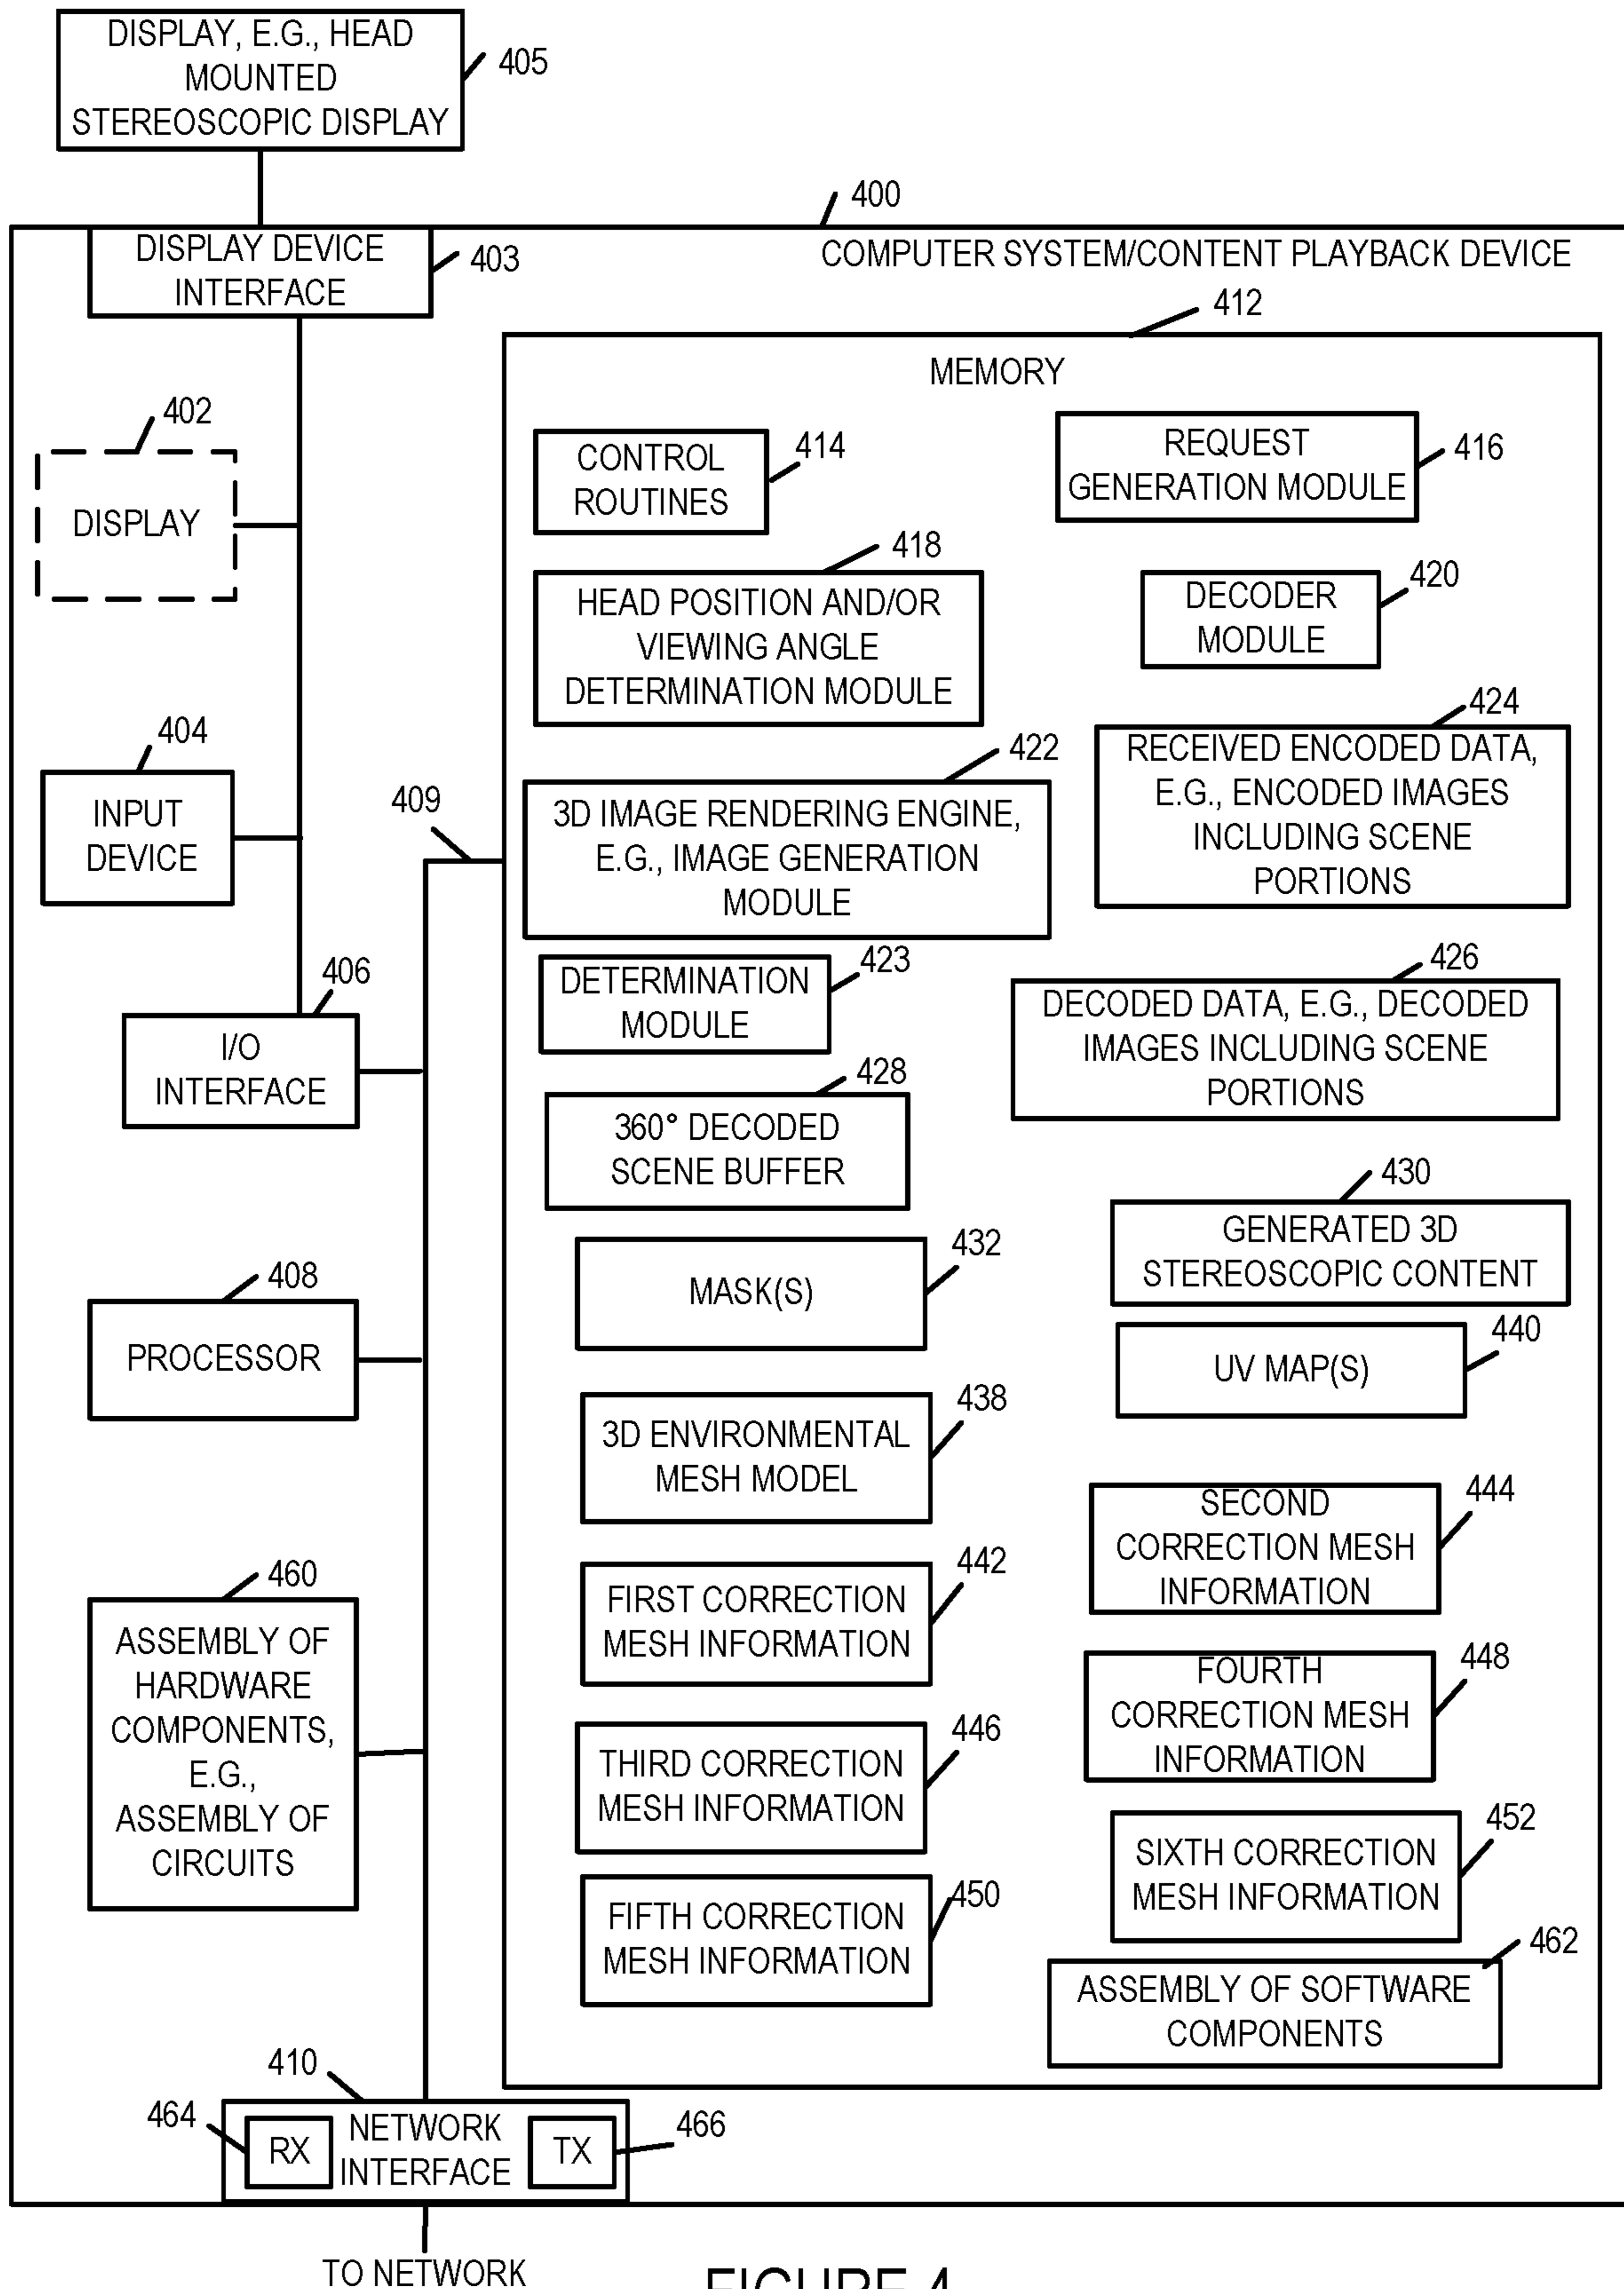 DISPLAY, E.G., HEAD
MOUNTED
STEREOSCOPIC DISPLAY
405
400
DISPLAY DEVICE
INTERFACE
403
COMPUTER SYSTEM/CONTENT PLAYBACK DEVICE
412
MEMORY
402
DISPLAY
CONTROL
ROUTINES
414
REQUEST
GENERATION MODULE
416
418
HEAD POSITION AND/OR
VIEWING ANGLE
DETERMINATION MODULE
420
DECODER
MODULE
404
INPUT
DEVICE
409
422
3D IMAGE RENDERING ENGINE,
E.G., IMAGE GENERATION
MODULE
424
RECEIVED ENCODED DATA,
E.G., ENCODED IMAGES
INCLUDING SCENE
PORTIONS
406
I/O
INTERFACE
423
DETERMINATION
MODULE
426
DECODED DATA, E.G., DECODED
IMAGES INCLUDING SCENE
PORTIONS
428
360° DECODED
SCENE BUFFER
430
GENERATED 3D
STEREOSCOPIC CONTENT
432
MASK(S)
408
PROCESSOR
440
UV MAP(S)
438
3D ENVIRONMENTAL
MESH MODEL
444
SECOND
CORRECTION MESH
INFORMATION
460
ASSEMBLY OF
HARDWARE
COMPONENTS,
E.G.,
ASSEMBLY OF
CIRCUITS
442
FIRST CORRECTION
MESH INFORMATION
448
FOURTH
CORRECTION MESH
INFORMATION
446
THIRD CORRECTION
MESH INFORMATION
452
SIXTH CORRECTION
MESH INFORMATION
450
FIFTH CORRECTION
MESH INFORMATION
462
ASSEMBLY OF SOFTWARE
COMPONENTS
410
464
RX
NETWORK
INTERFACE
TX
466
TO NETWORK
FIGURE 4